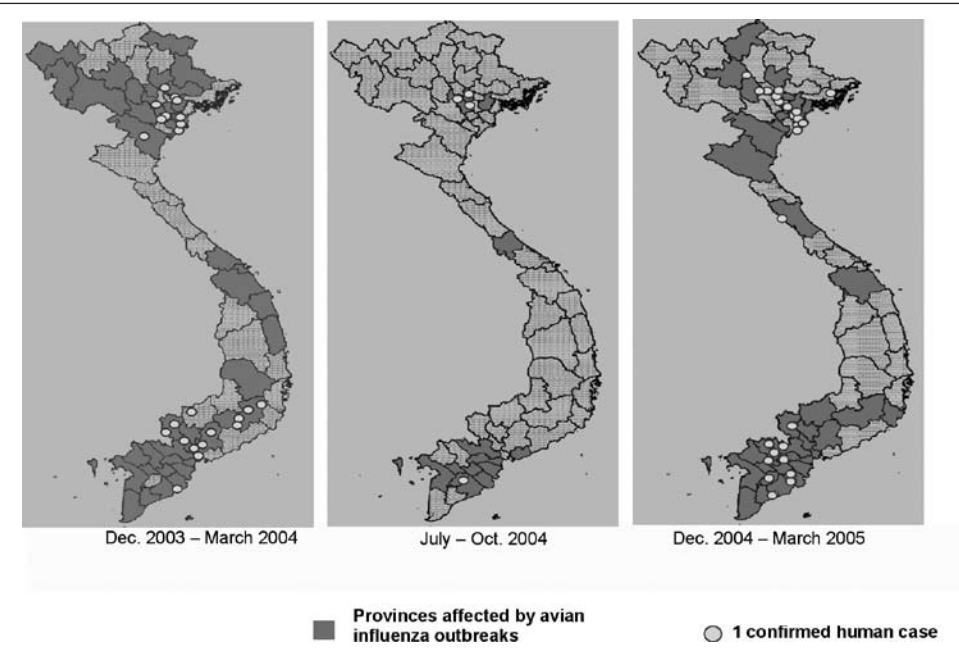 Dec. 2003 – March 2004
July – Oct. 2004
Dec. 2004 – March 2005
Provinces affected by avian
influenza outbreaks
1 confirmed human case